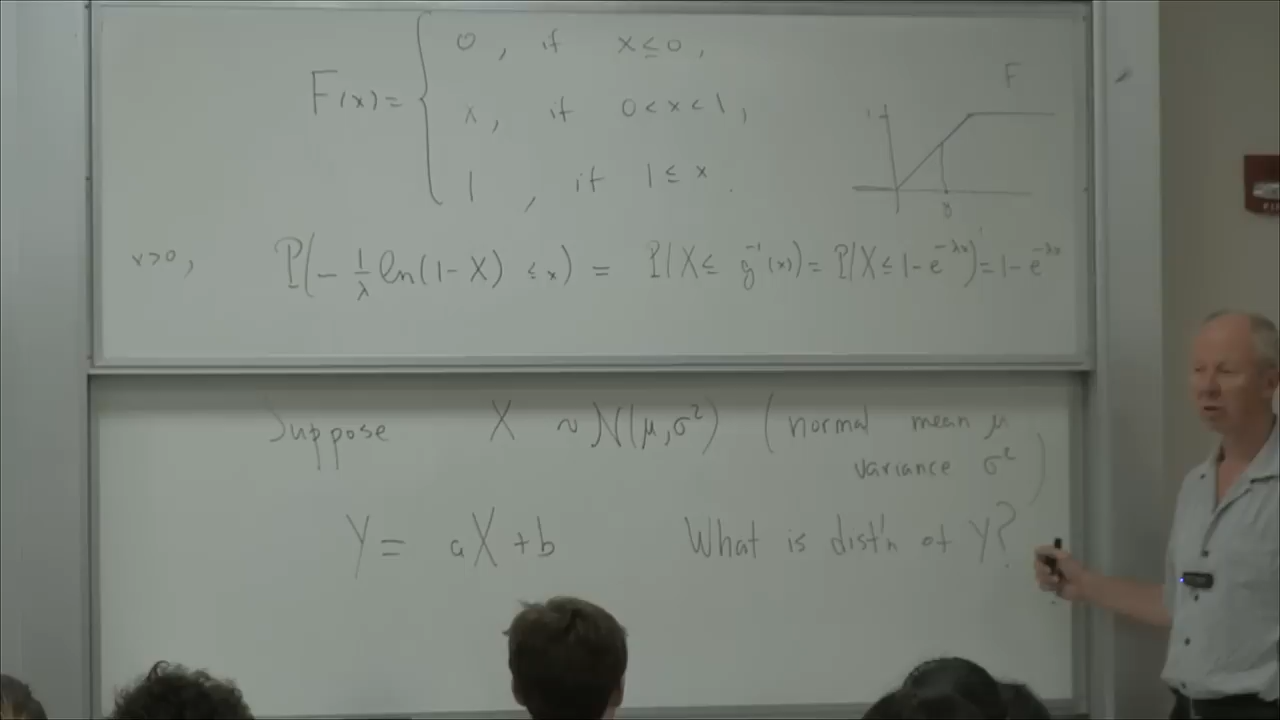 F(x) = { 0, if x ≤ 0,
x, if 0 < x < 1,
1, if 1 ≤ x.
F
1
y
x>0, P(-1/λ ln(1-X) ≤ x) = P(X ≤ g⁻¹(x)) = P(X ≤ 1-e^{-λx}) = 1-e^{-λx}
Suppose X ~ N(μ,σ²) (normal mean μ
variance σ²)
Y = aX+b What is dist'n of Y?